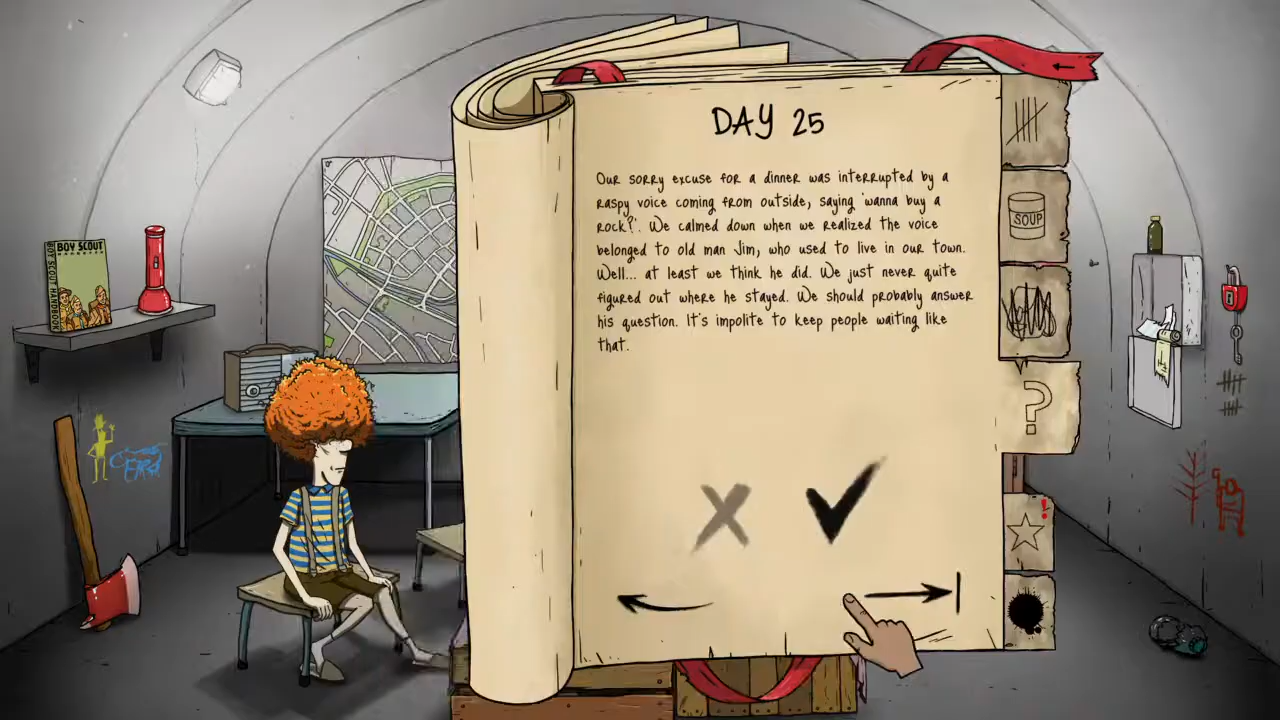 DAY 25
Our sorry excuse for a dinner was interrupted by a
raspy voice coming from outside, saying 'wanna buy a
rock?'. We calmed down when we realized the voice
belonged to old man Jim, who used to live in our town.
Well... at least we think he did. We just never quite
figured out where he stayed. We should probably answer
his question. It's impolite to keep people waiting like
that.
SOUP
?
!
BOY SCOUT
BOY SCOUT HANDBOOK